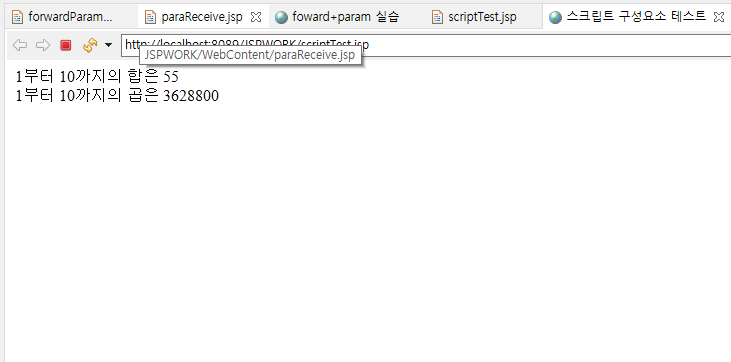 forwardParam... paraReceive.jsp foward+param 실습 scriptTest.jsp 스크립트 구성요소 테스트
http://localhost:8089/JSPWORK/scriptTest.jsp
JSPWORK/WebContent/paraReceive.jsp
1부터 10까지의 합은 55
1부터 10까지의 곱은 3628800